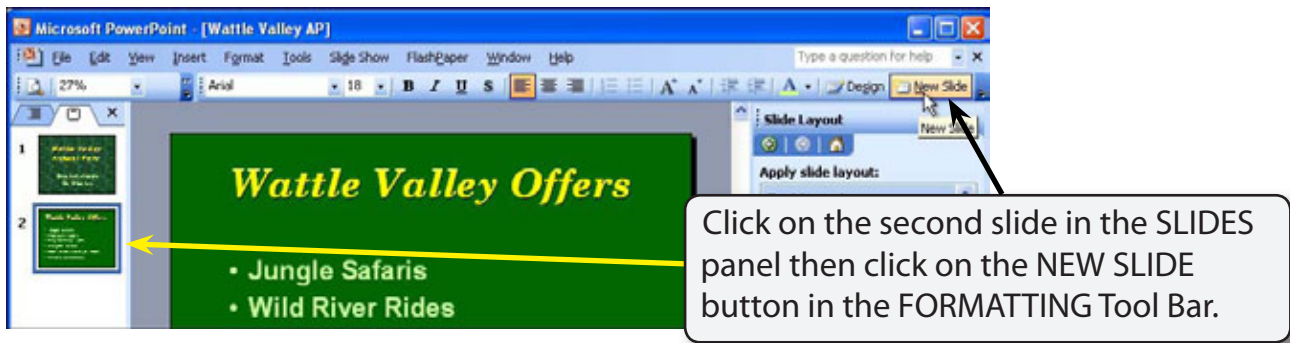 Microsoft PowerPoint - [Wattle Valley AP]
File Edit View Insert Format Tools Slide Show FlashPaper Window Help Type a question for help
27% Arial 18 B I U S A A A Design New Slide
Slide Layout New Slide
Apply slide layout:
1
2
Wattle Valley Offers
• Jungle Safaris
• Wild River Rides
Click on the second slide in the SLIDES
panel then click on the NEW SLIDE
button in the FORMATTING Tool Bar.